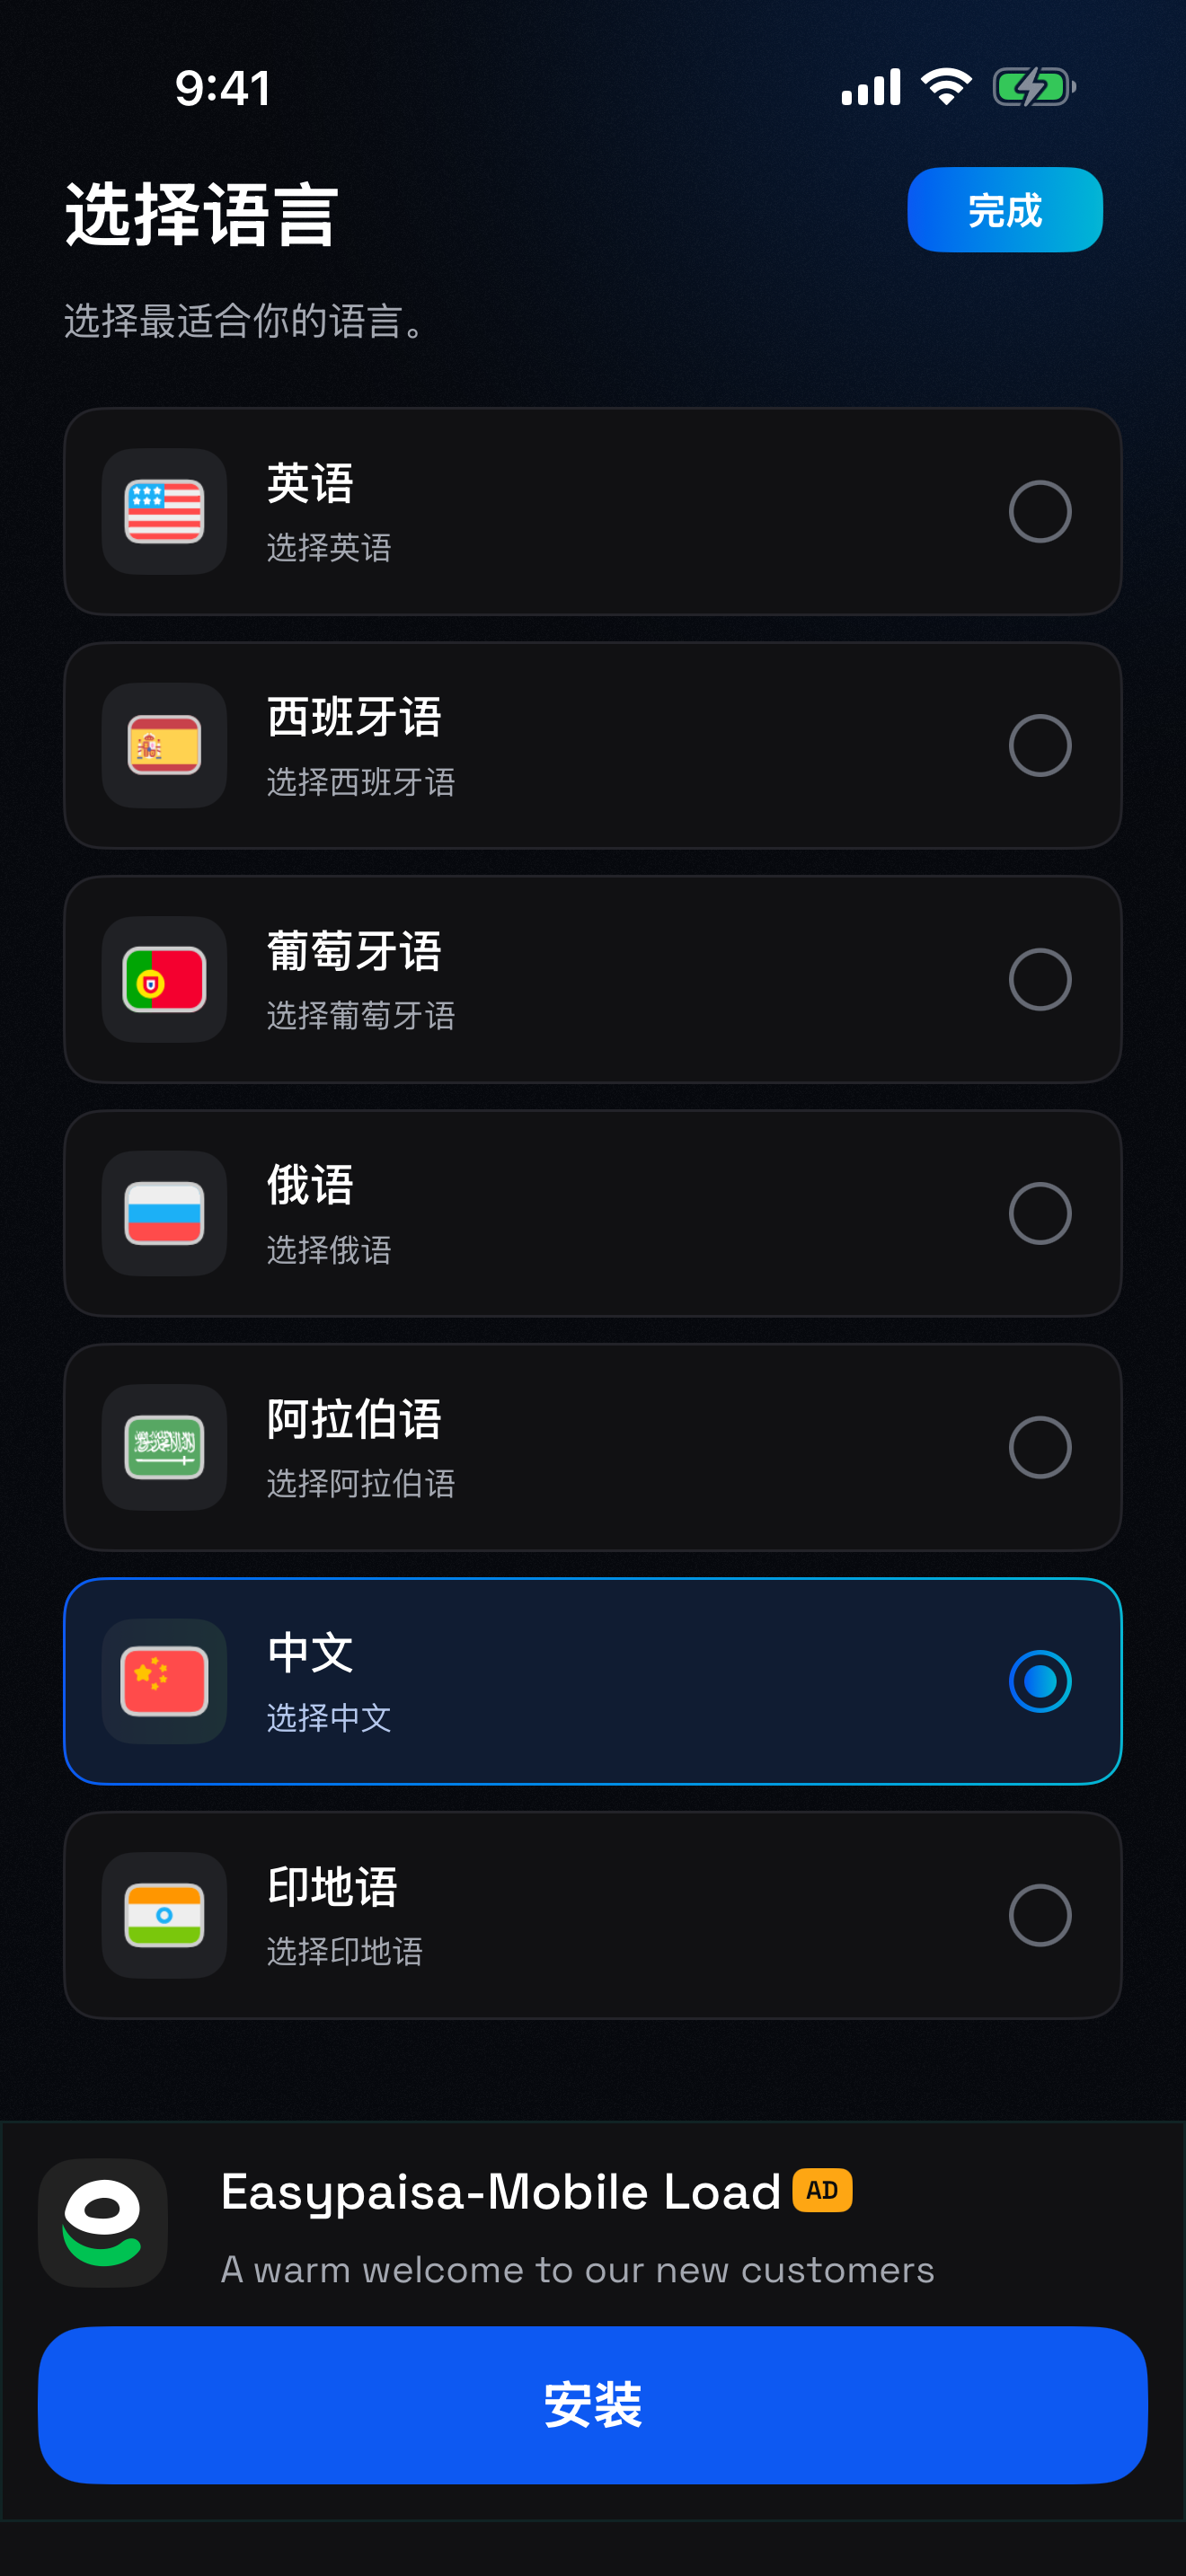 9:41
选择语言
完成
选择最适合你的语言。
英语
选择英语
西班牙语
选择西班牙语
葡萄牙语
选择葡萄牙语
俄语
选择俄语
阿拉伯语
选择阿拉伯语
中文
选择中文
印地语
选择印地语
Easypaisa-Mobile Load AD
A warm welcome to our new customers
安装